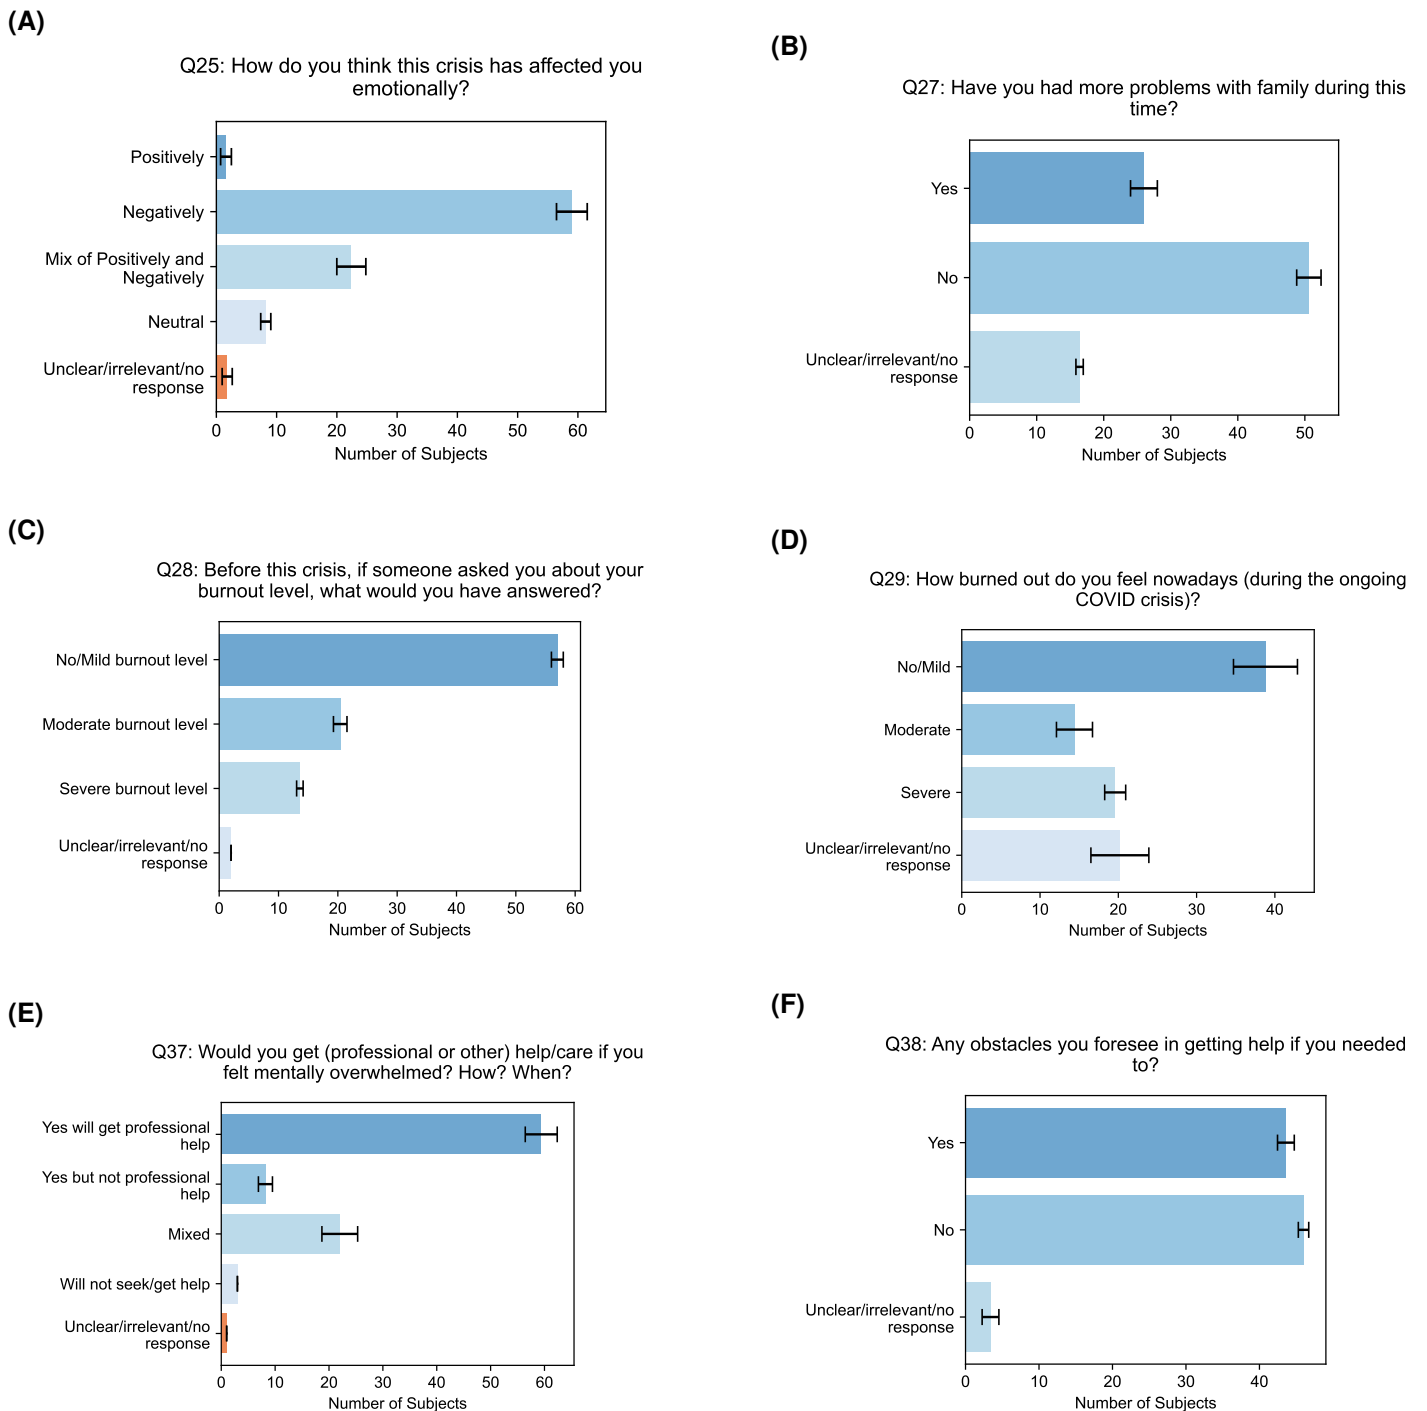 (A)
Q25: How do you think this crisis has affected you
emotionally?
Positively
Negatively
Mix of Positively and
Negatively
Neutral
Unclear/irrelevant/no
response
0 10 20 30 40 50 60
Number of Subjects
(B)
Q27: Have you had more problems with family during this
time?
Yes
No
Unclear/irrelevant/no
response
0 10 20 30 40 50
Number of Subjects
(C)
Q28: Before this crisis, if someone asked you about your
burnout level, what would you have answered?
No/Mild burnout level
Moderate burnout level
Severe burnout level
Unclear/irrelevant/no
response
0 10 20 30 40 50 60
Number of Subjects
(D)
Q29: How burned out do you feel nowadays (during the ongoing
COVID crisis)?
No/Mild
Moderate
Severe
Unclear/irrelevant/no
response
0 10 20 30 40
Number of Subjects
(E)
Q37: Would you get (professional or other) help/care if you
felt mentally overwhelmed? How? When?
Yes will get professional
help
Yes but not professional
help
Mixed
Will not seek/get help
Unclear/irrelevant/no
response
0 10 20 30 40 50 60
Number of Subjects
(F)
Q38: Any obstacles you foresee in getting help if you needed
to?
Yes
No
Unclear/irrelevant/no
response
0 10 20 30 40
Number of Subjects